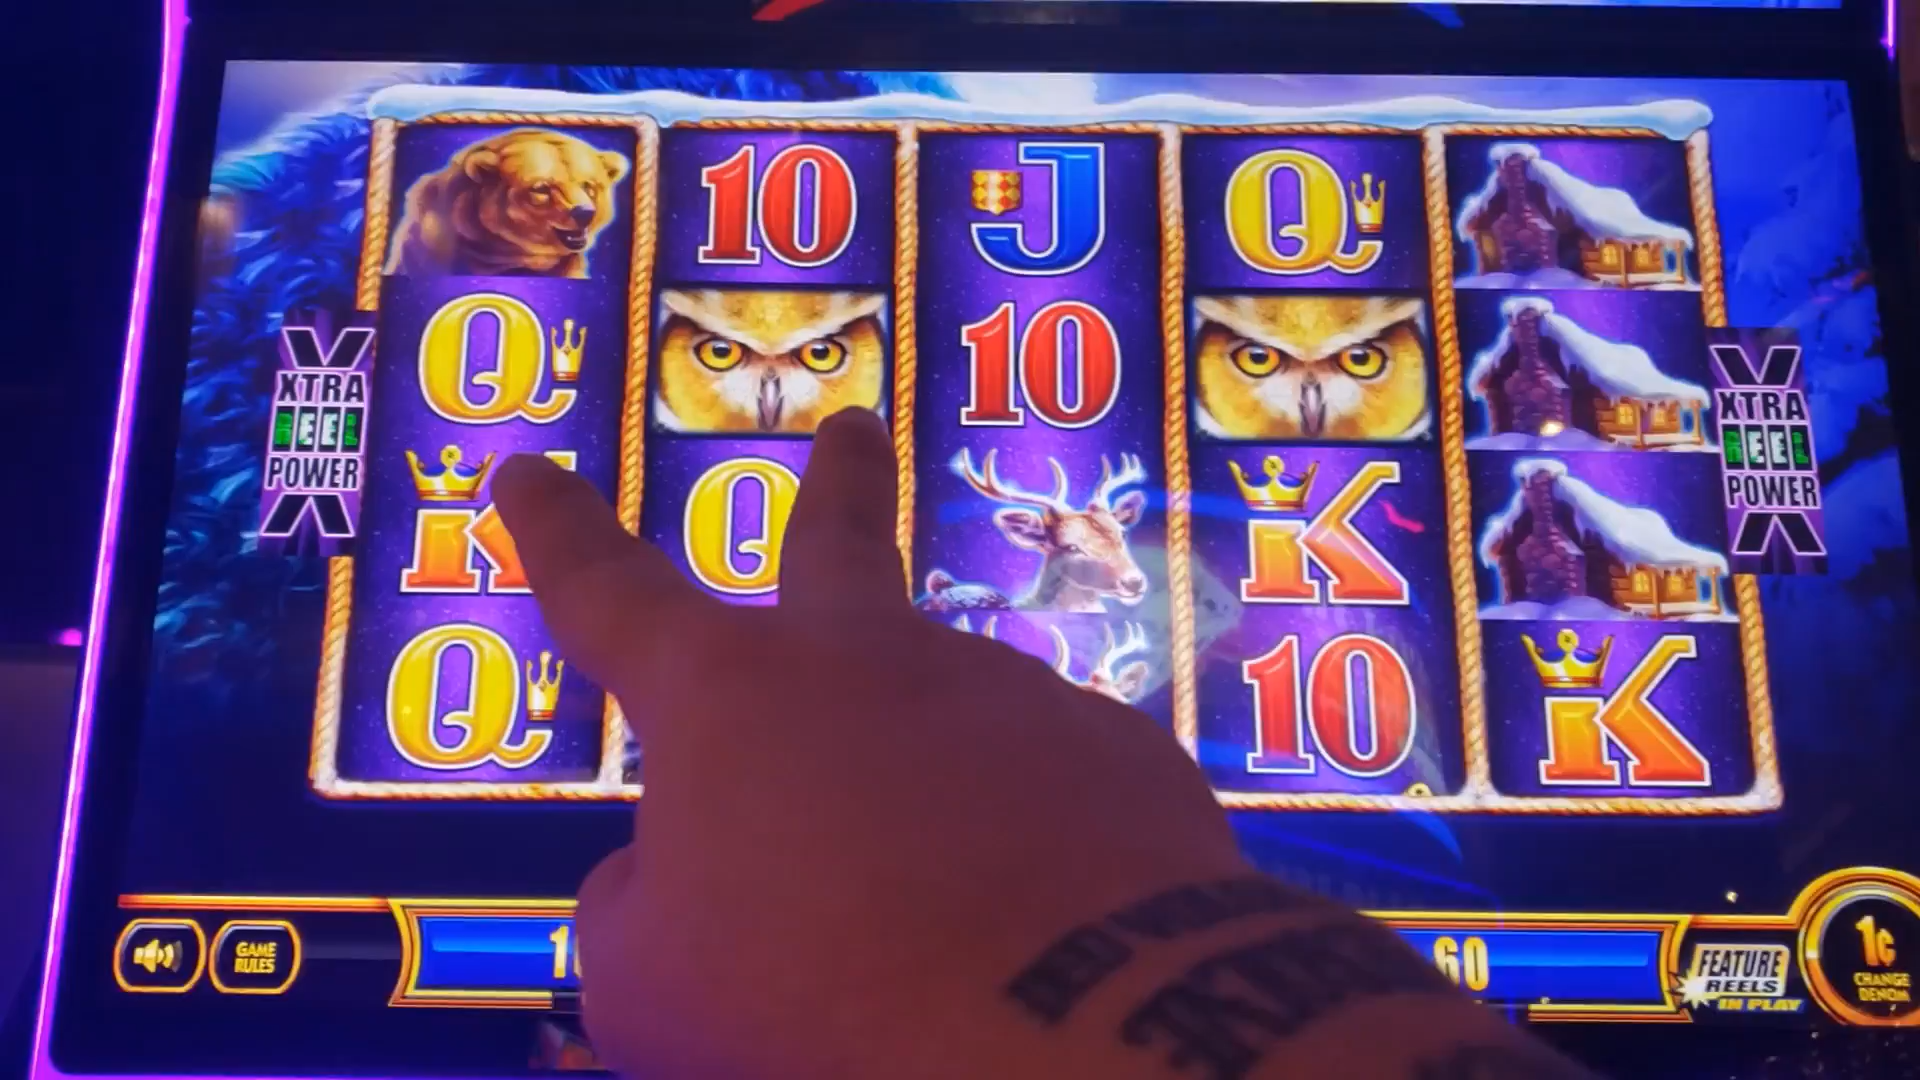 10
J
Q
Q
10
XTRA
REEL
POWER
XTRA
REEL
POWER
K
Q
K
Q
10
K
GAME
RULES
60
FEATURE
REELS
IN PLAY
1¢
CHANGE
DENOM